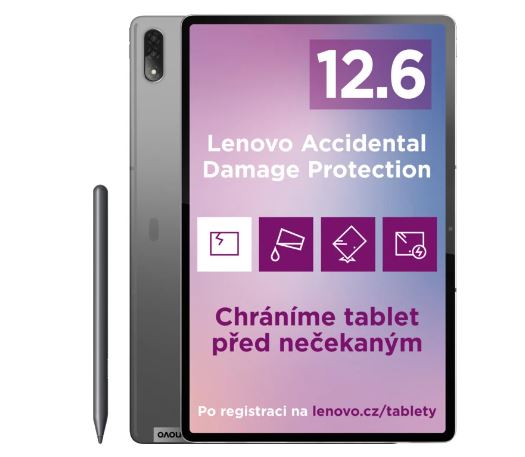 12.6
Lenovo Accidental
Damage Protection
Chráníme tablet
před nečekaným
Po registraci na lenovo.cz/tablety